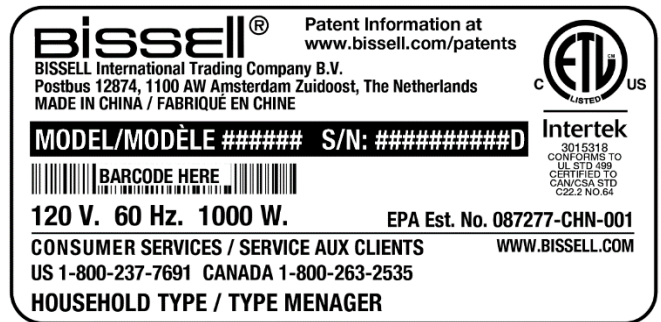 BISSELL®
Patent Information at
www.bissell.com/patents
BISSELL International Trading Company B.V.
Postbus 12874, 1100 AW Amsterdam Zuidoost, The Netherlands
MADE IN CHINA / FABRIQUÉ EN CHINE
C ETL CM US
LISTED
Intertek
3015318
CONFORMS TO
UL STD 499
CERTIFIED TO
CAN/CSA STD
C22.2 NO.64
MODEL/MODÈLE ###### S/N: ##########D
BARCODE HERE
120 V. 60 Hz. 1000 W.
EPA Est. No. 087277-CHN-001
CONSUMER SERVICES / SERVICE AUX CLIENTS
WWW.BISSELL.COM
US 1-800-237-7691 CANADA 1-800-263-2535
HOUSEHOLD TYPE / TYPE MENAGER